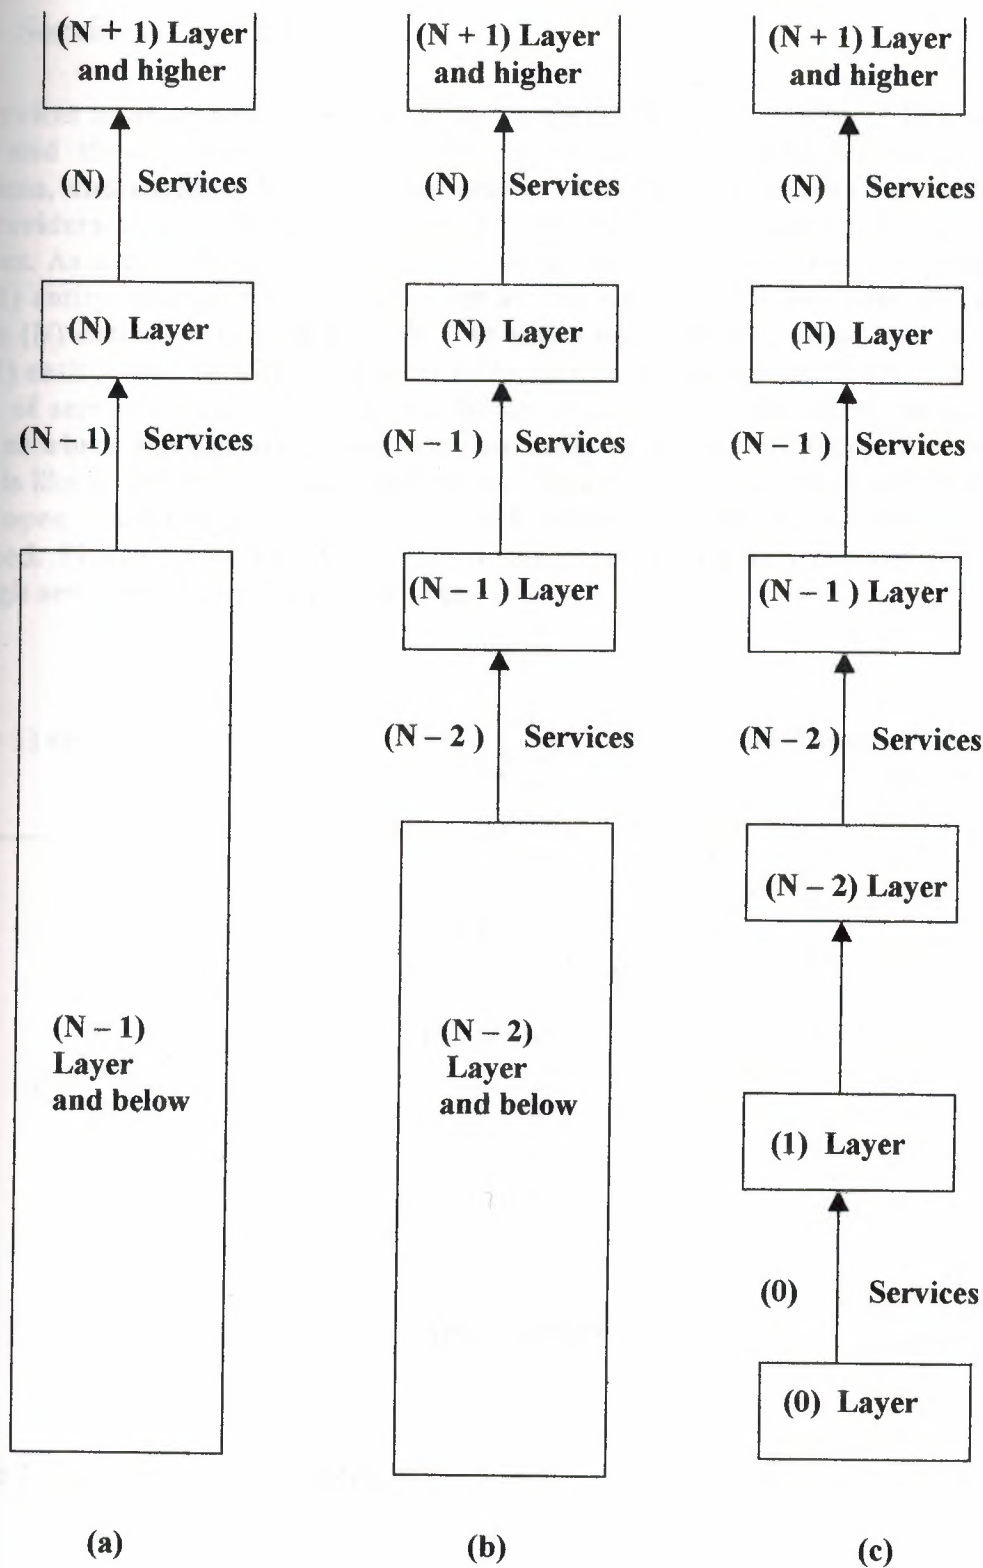 (N + 1) Layer
and higher
(N) Services
(N) Layer
(N – 1) Services
(N – 1)
Layer
and below
(a)
(N + 1) Layer
and higher
(N) Services
(N) Layer
(N – 1 ) Services
(N – 1 ) Layer
(N – 2 ) Services
(N – 2)
Layer
and below
(b)
(N + 1) Layer
and higher
(N) Services
(N) Layer
(N – 1 ) Services
(N – 1 ) Layer
(N – 2 ) Services
(N – 2) Layer
(1) Layer
(0) Services
(0) Layer
(c)